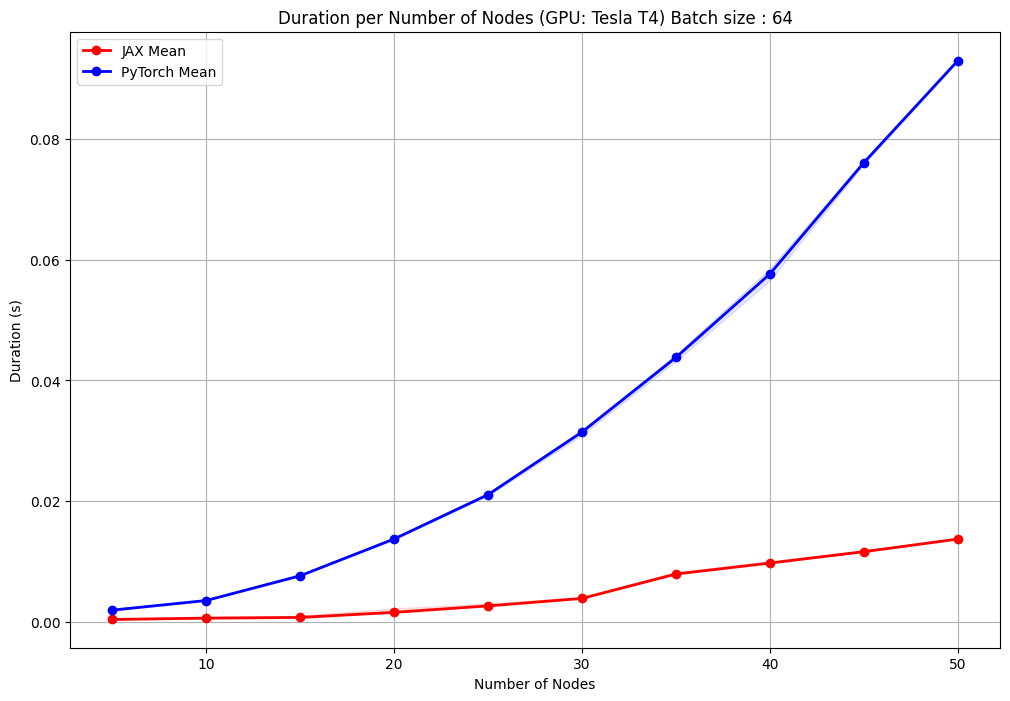 Duration per Number of Nodes (GPU: Tesla T4) Batch size : 64
JAX Mean
PyTorch Mean
0.08
0.06
0.04
0.02
0.00
Duration (s)
10
20
30
40
50
Number of Nodes